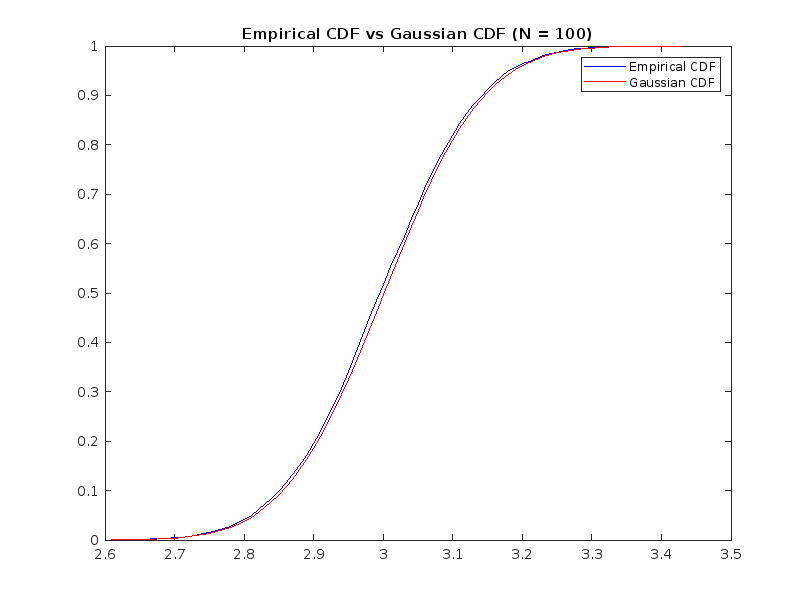 Empirical CDF vs Gaussian CDF (N = 100)
1
0.9
0.8
0.7
0.6
0.5
0.4
0.3
0.2
0.1
0
Empirical CDF
Gaussian CDF
2.6 2.7 2.8 2.9 3 3.1 3.2 3.3 3.4 3.5